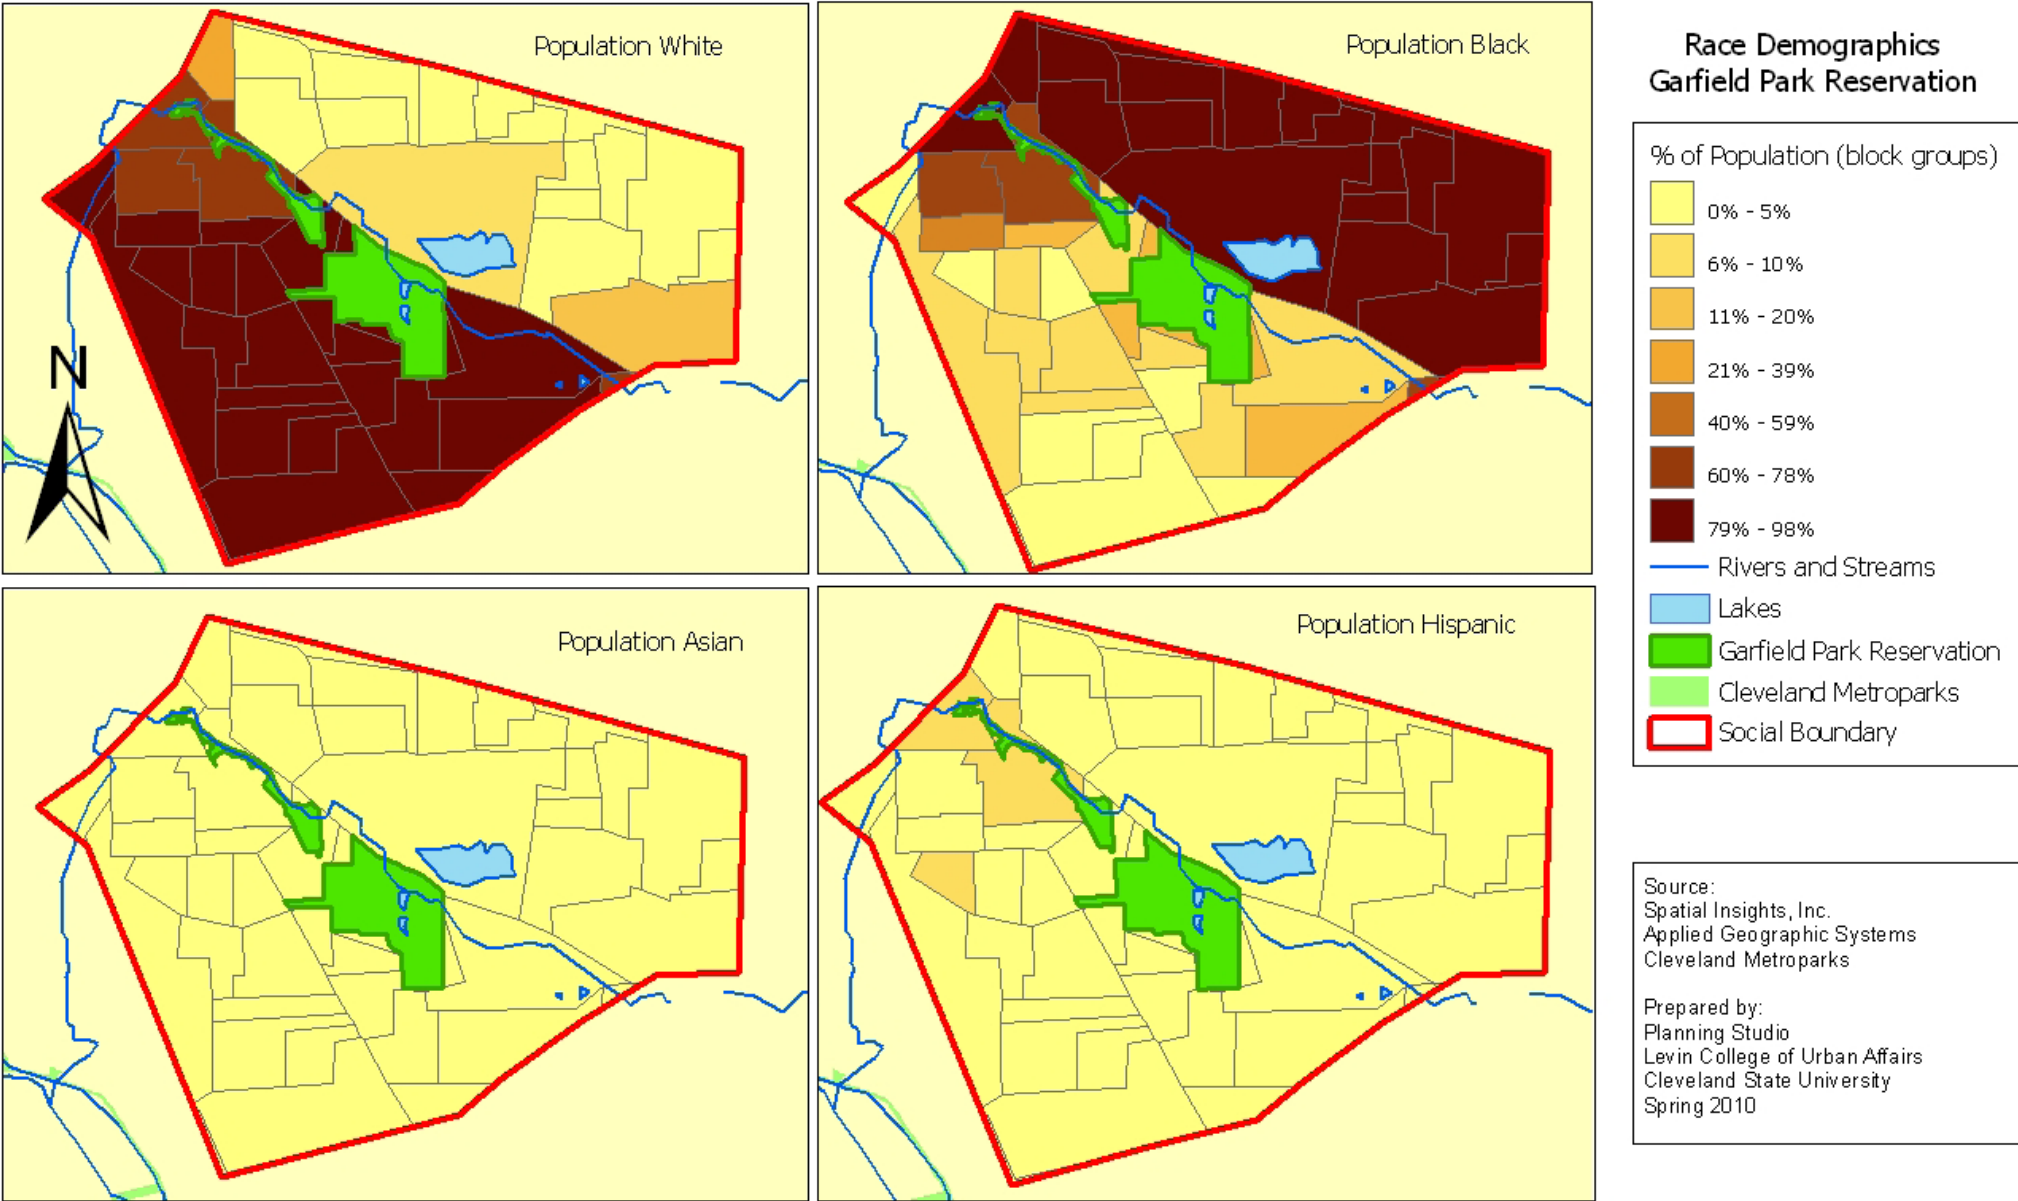 Population White
N
Population Black
Population Asian
Population Hispanic
Race Demographics
Garfield Park Reservation
% of Population (block groups)
0% - 5%
6% - 10%
11% - 20%
21% - 39%
40% - 59%
60% - 78%
79% - 98%
Rivers and Streams
Lakes
Garfield Park Reservation
Cleveland Metroparks
Social Boundary
Source:
Spatial Insights, Inc.
Applied Geographic Systems
Cleveland Metroparks
Prepared by:
Planning Studio
Levin College of Urban Affairs
Cleveland State University
Spring 2010